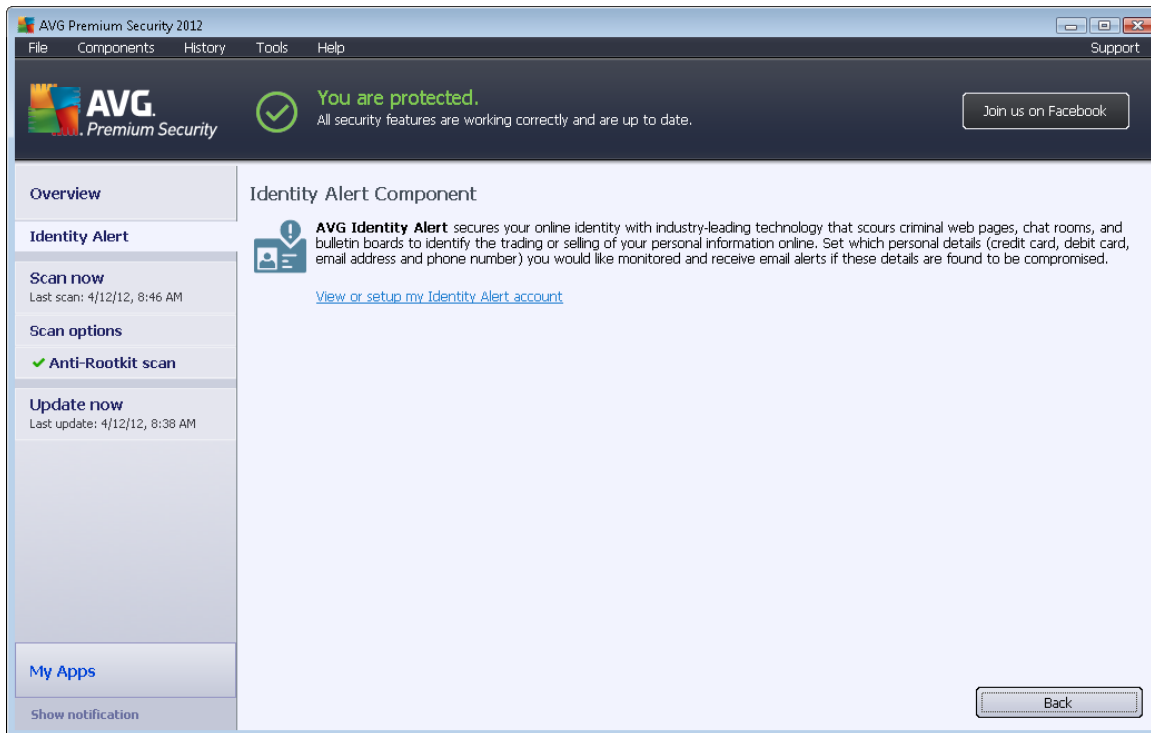 AVG Premium Security 2012
File Components History Tools Help Support
AVG.
Premium Security
You are protected.
All security features are working correctly and are up to date.
Join us on Facebook
Overview
Identity Alert
Scan now
Last scan: 4/12/12, 8:46 AM
Scan options
Anti-Rootkit scan
Update now
Last update: 4/12/12, 8:38 AM
My Apps
Show notification
Identity Alert Component
AVG Identity Alert secures your online identity with industry-leading technology that scours criminal web pages, chat rooms, and
bulletin boards to identify the trading or selling of your personal information online. Set which personal details (credit card, debit card,
email address and phone number) you would like monitored and receive email alerts if these details are found to be compromised.
View or setup my Identity Alert account
Back